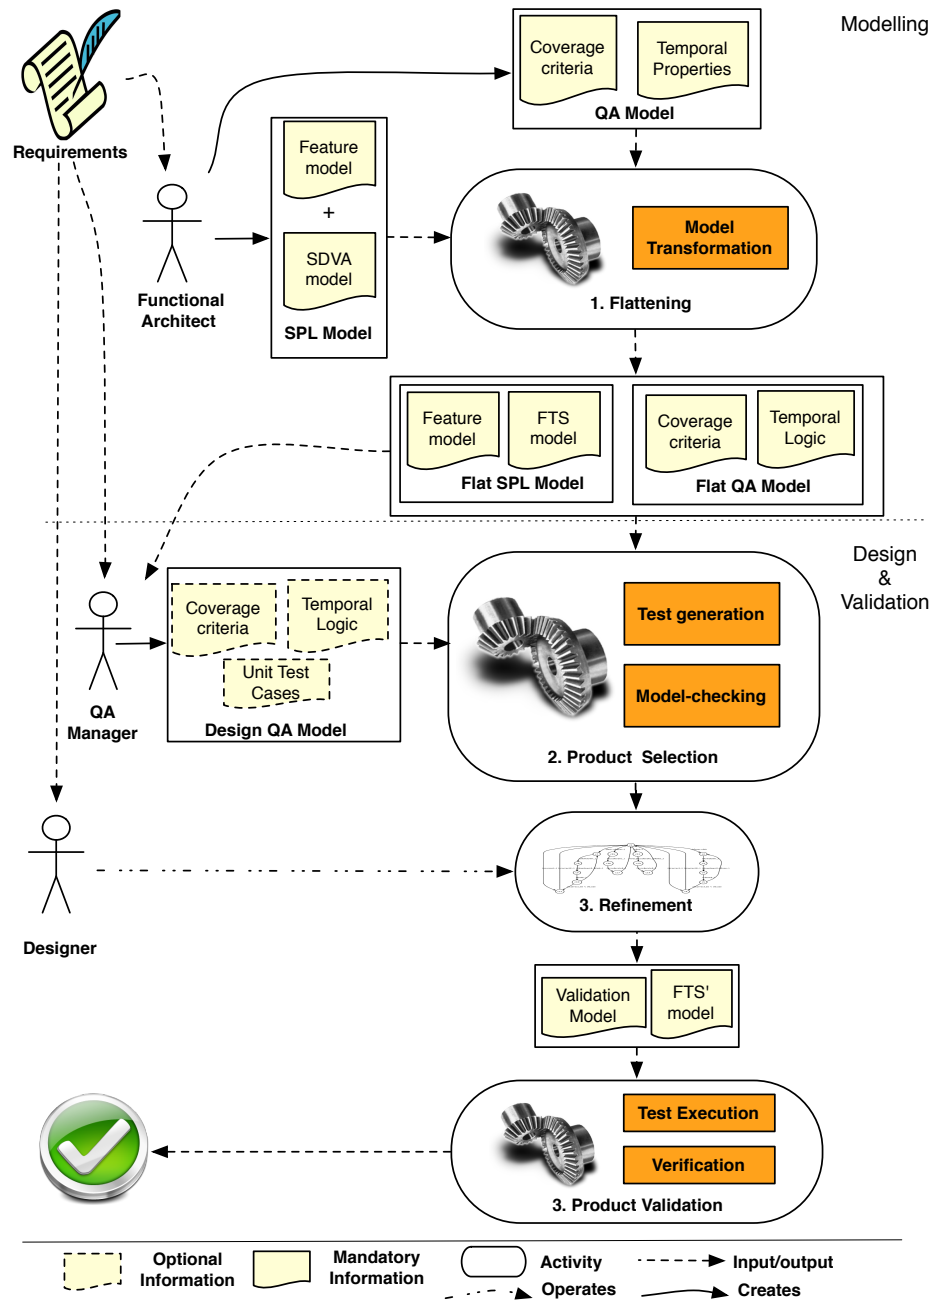 Modelling
Coverage
criteria
Temporal
Properties
QA Model
Requirements
Feature
model
+
SDVA
model
SPL Model
Functional
Architect
Model
Transformation
1. Flattening
Feature
model
FTS
model
Flat SPL Model
Coverage
criteria
Temporal
Logic
Flat QA Model
Design
&
Validation
Coverage
criteria
Temporal
Logic
Unit Test
Cases
Design QA Model
QA
Manager
Test generation
Model-checking
2. Product Selection
Designer
3. Refinement
Validation
Model
FTS'
model
Test Execution
Verification
3. Product Validation
Optional
Information
Mandatory
Information
Activity
Input/output
Operates
Creates